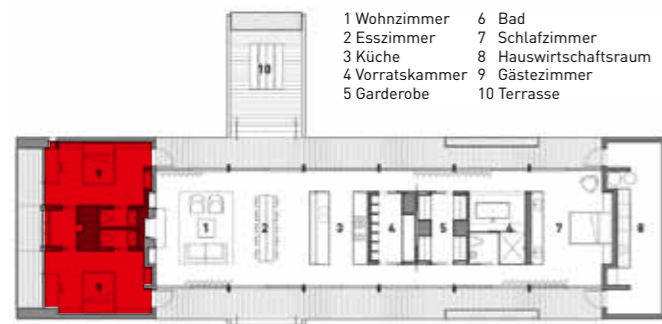 1 Wohnzimmer
2 Esszimmer
3 Küche
4 Vorratskammer
5 Garderobe
6 Bad
7 Schlafzimmer
8 Hauswirtschaftsraum
9 Gästezimmer
10 Terrasse
10
9
1
2
3
4
5
6
7
8
9